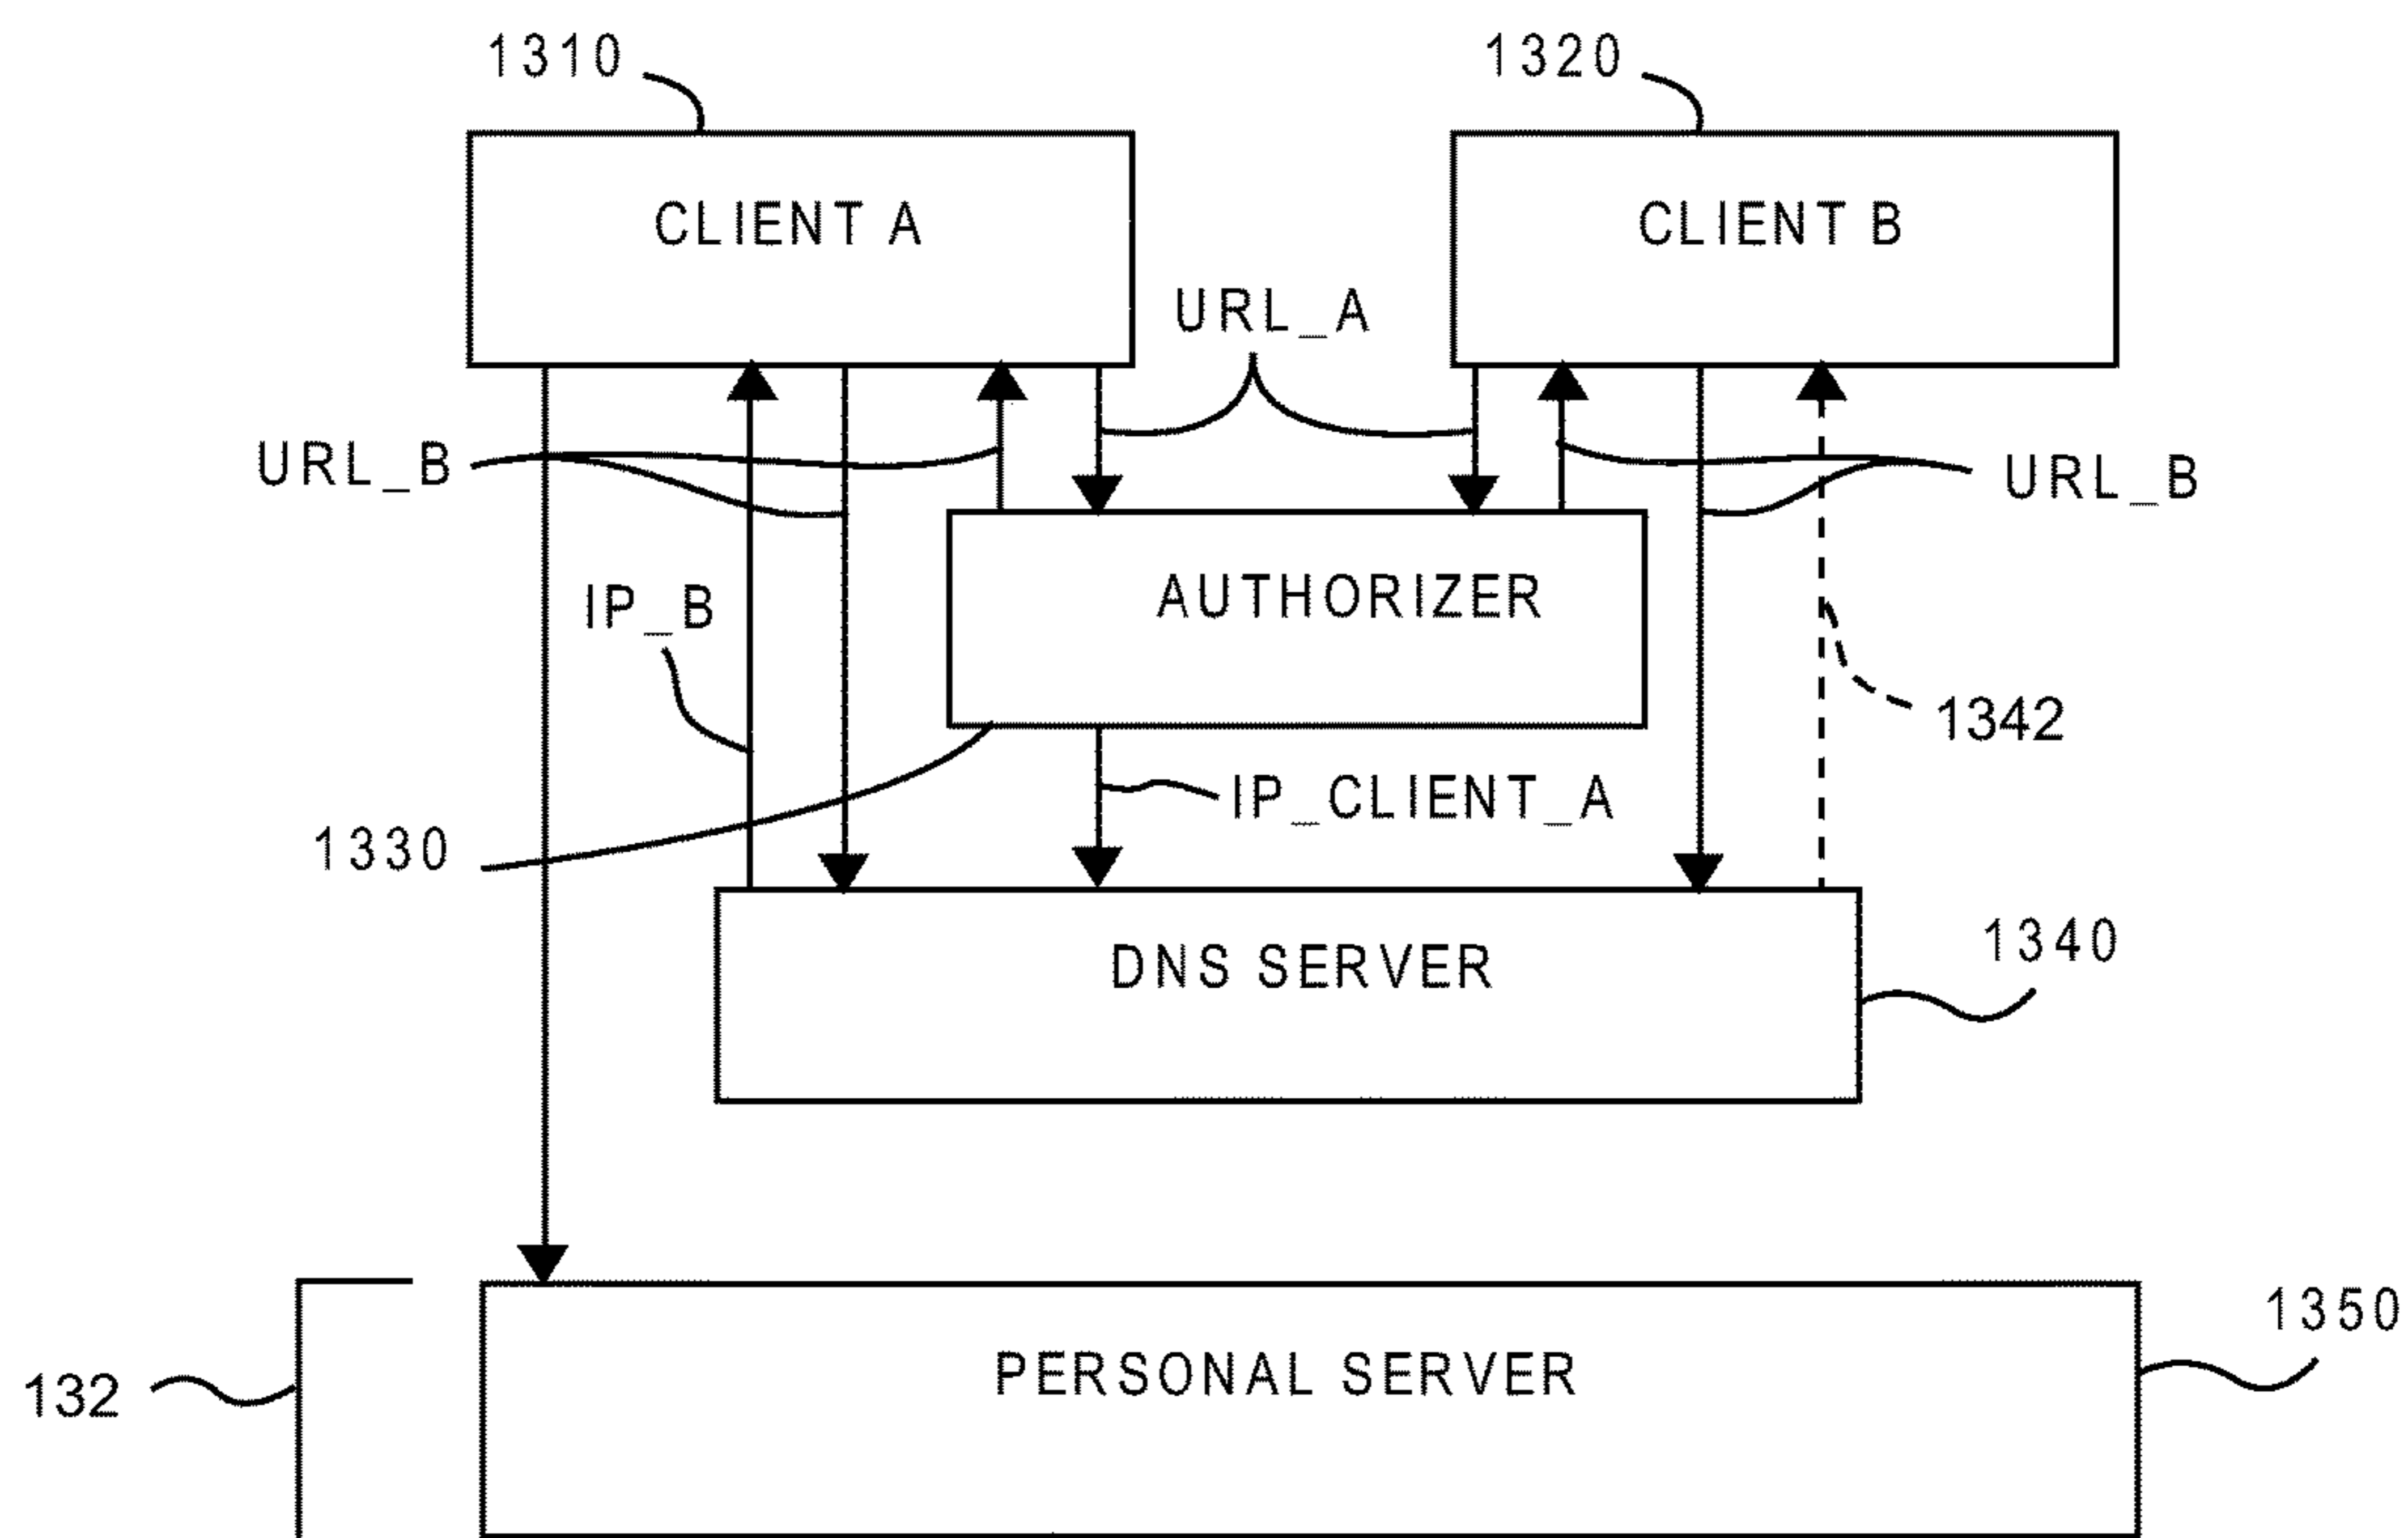 1310
1320
CLIENT A
CLIENT B
URL_A
URL_B
URL_B
IP_B
AUTHORIZER
1342
IP_CLIENT_A
1330
DNS SERVER
1340
1350
PERSONAL SERVER
132